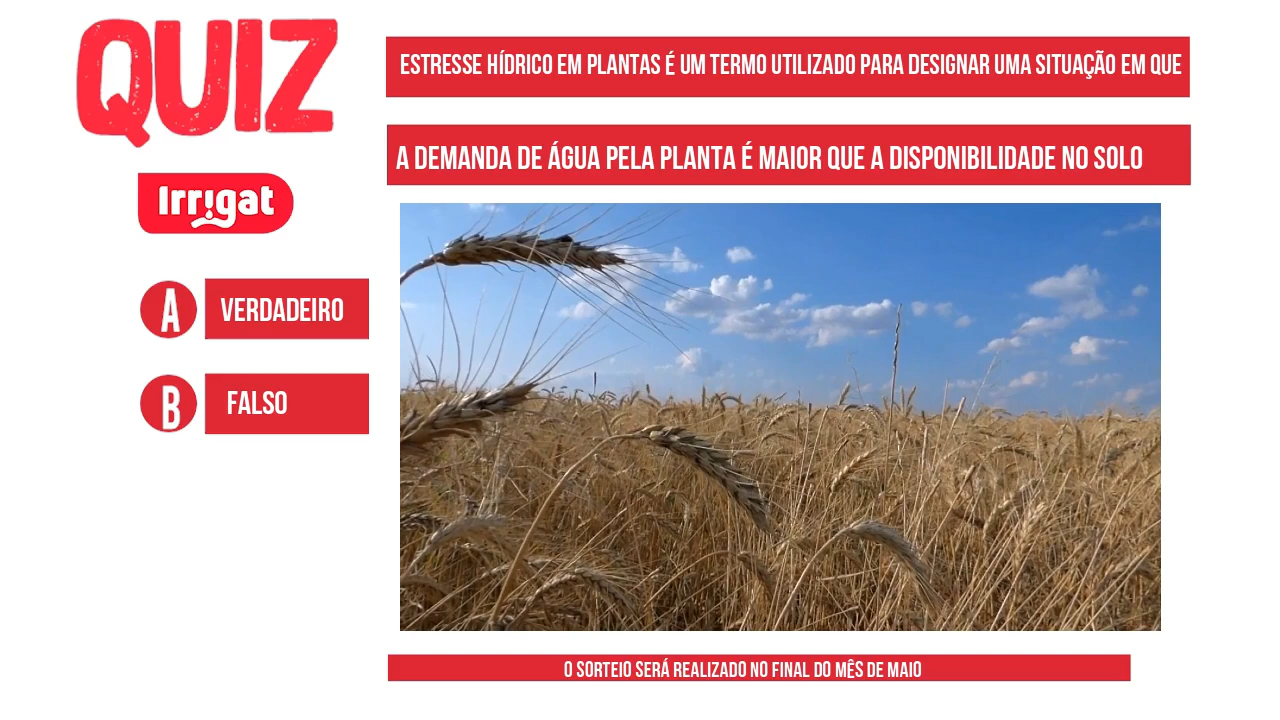 QUIZ
ESTRESSE HÍDRICO EM PLANTAS É UM TERMO UTILIZADO PARA DESIGNAR UMA SITUAÇÃO EM QUE
A DEMANDA DE ÁGUA PELA PLANTA É MAIOR QUE A DISPONIBILIDADE NO SOLO
Irrigat
A VERDADEIRO
B FALSO
O SORTEIO SERÁ REALIZADO NO FINAL DO MÊS DE MAIO